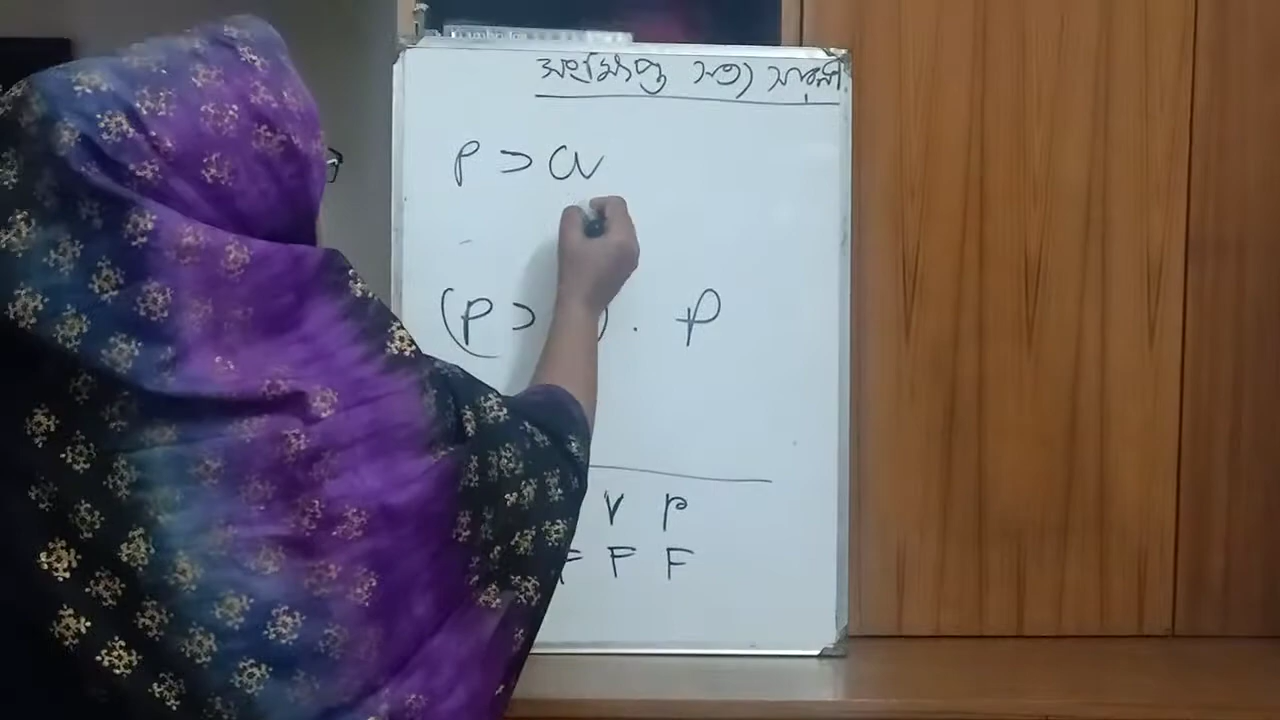 সংক্ষিপ্ত সত্য সারণী
p ⊃ q v
(p ⊃ ) . p
v p
F F F